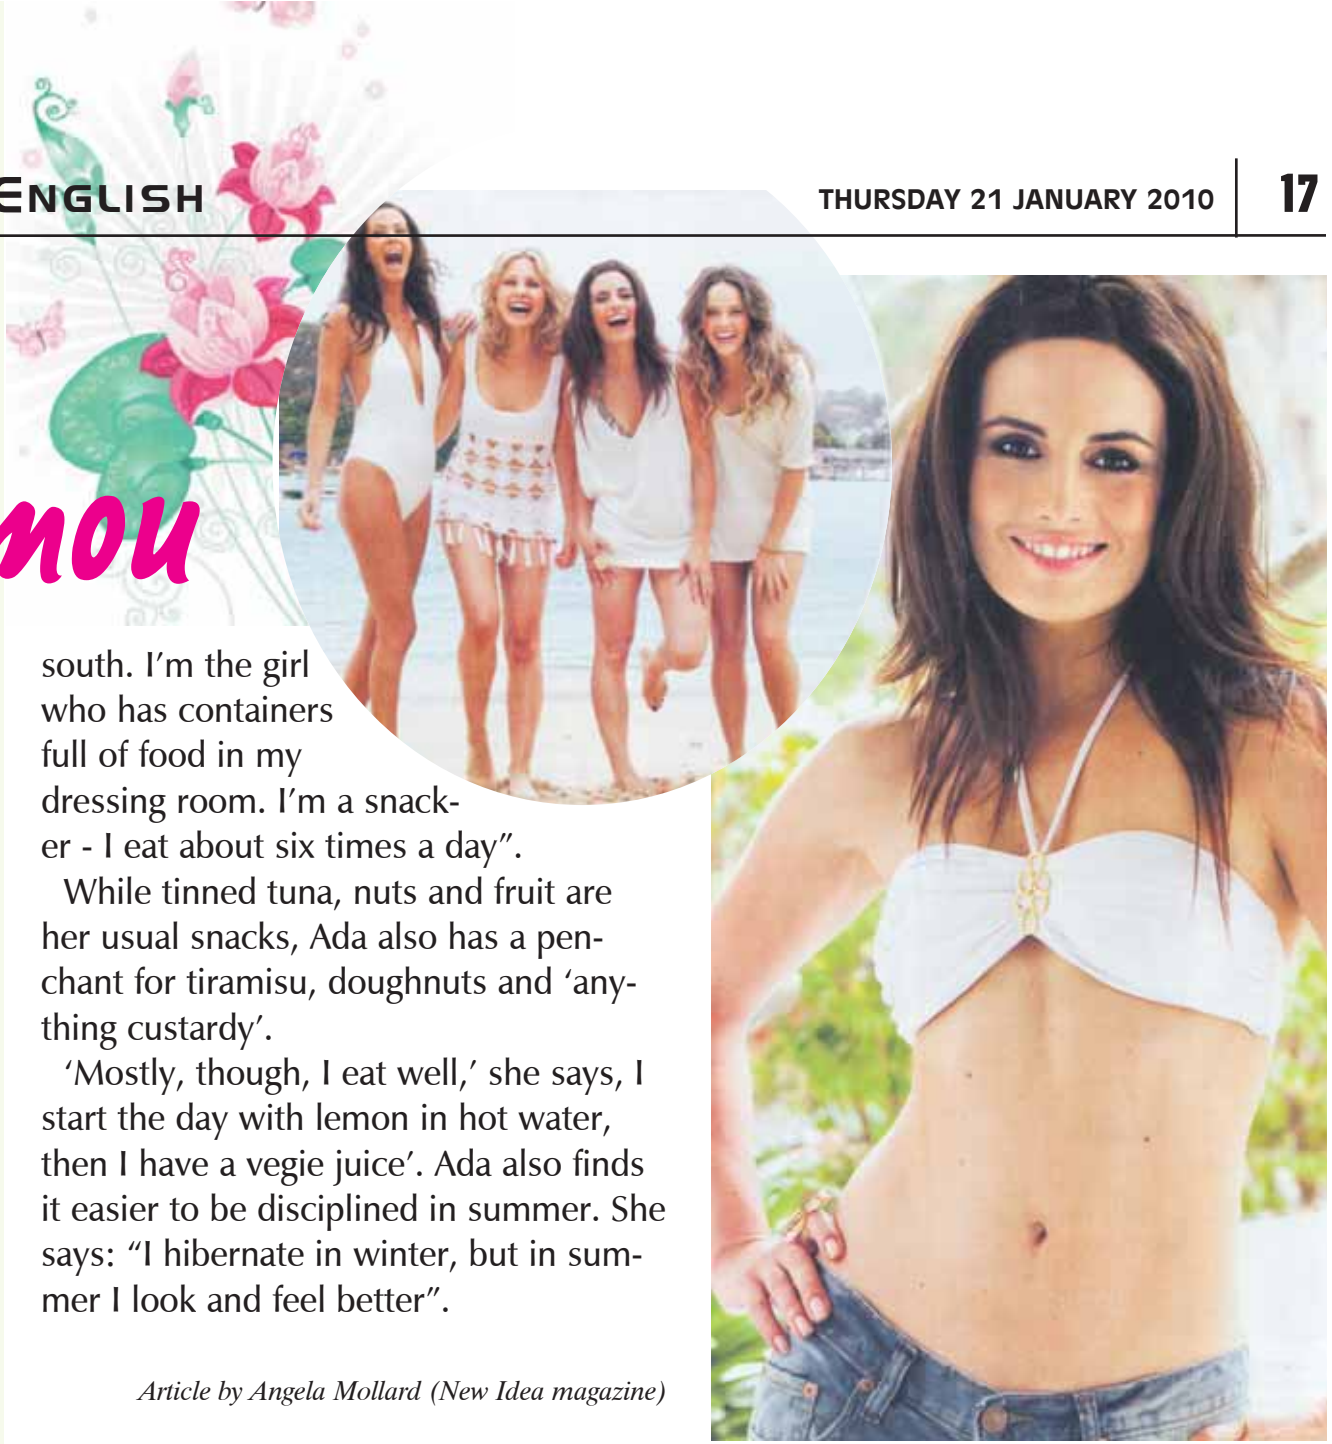 ENGLISH
THURSDAY 21 JANUARY 2010
17
mou
south. I'm the girl
who has containers
full of food in my
dressing room. I'm a snack-
er - I eat about six times a day”.
While tinned tuna, nuts and fruit are
her usual snacks, Ada also has a pen-
chant for tiramisu, doughnuts and ‘any-
thing custardy’.
‘Mostly, though, I eat well,’ she says, I
start the day with lemon in hot water,
then I have a vegie juice’. Ada also finds
it easier to be disciplined in summer. She
says: “I hibernate in winter, but in sum-
mer I look and feel better”.
Article by Angela Mollard (New Idea magazine)